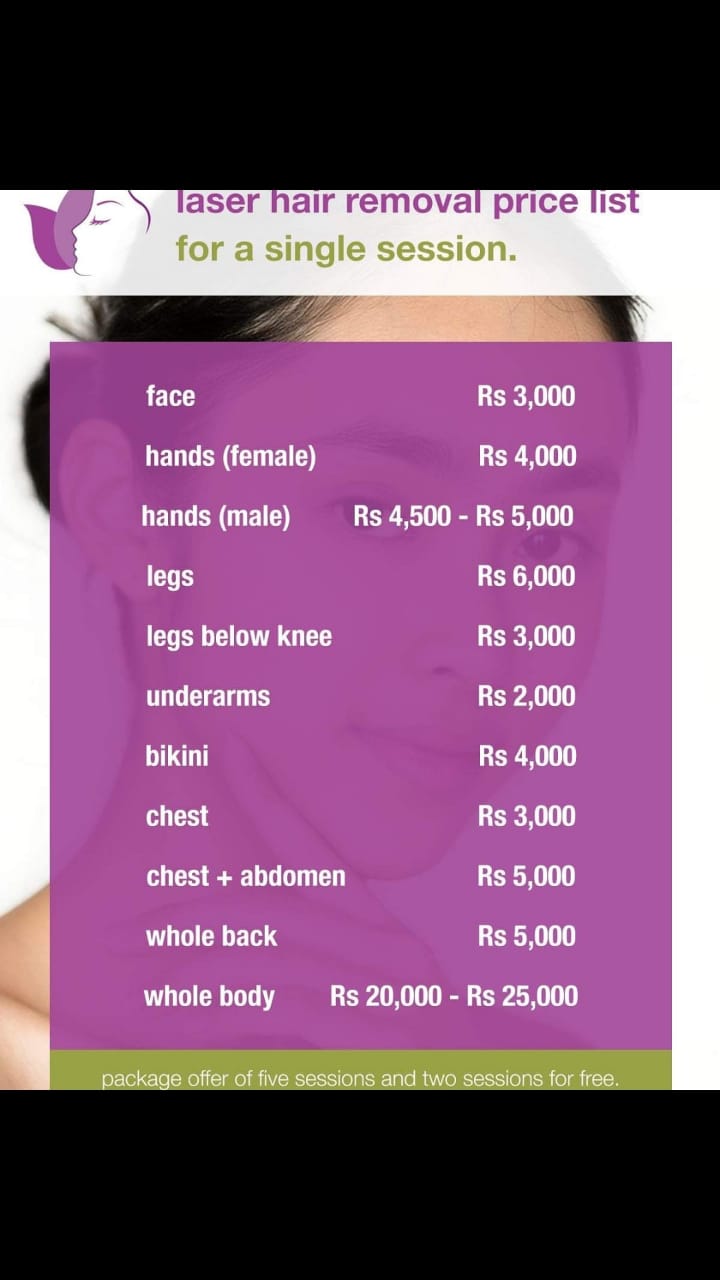 laser hair removal price list
for a single session.
face Rs 3,000
hands (female) Rs 4,000
hands (male) Rs 4,500 - Rs 5,000
legs Rs 6,000
legs below knee Rs 3,000
underarms Rs 2,000
bikini Rs 4,000
chest Rs 3,000
chest + abdomen Rs 5,000
whole back Rs 5,000
whole body Rs 20,000 - Rs 25,000
package offer of five sessions and two sessions for free.